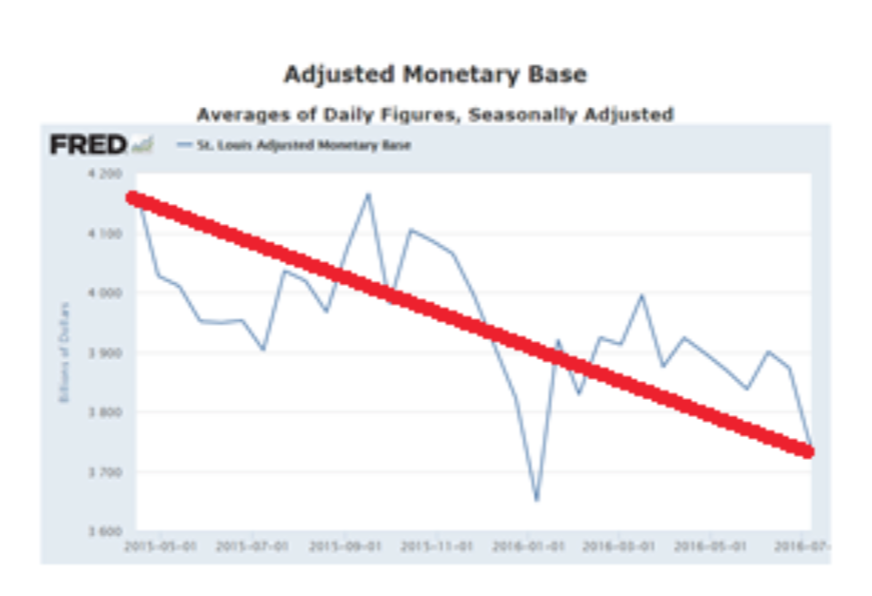 Adjusted Monetary Base
Averages of Daily Figures, Seasonally Adjusted
FRED — St. Louis Adjusted Monetary Base
4 200
4 100
4 000
3 900
3 800
3 700
3 600
Billions of Dollars
2015-05-01 2015-07-01 2015-09-01 2015-11-01 2016-01-01 2016-03-01 2016-05-01 2016-07-